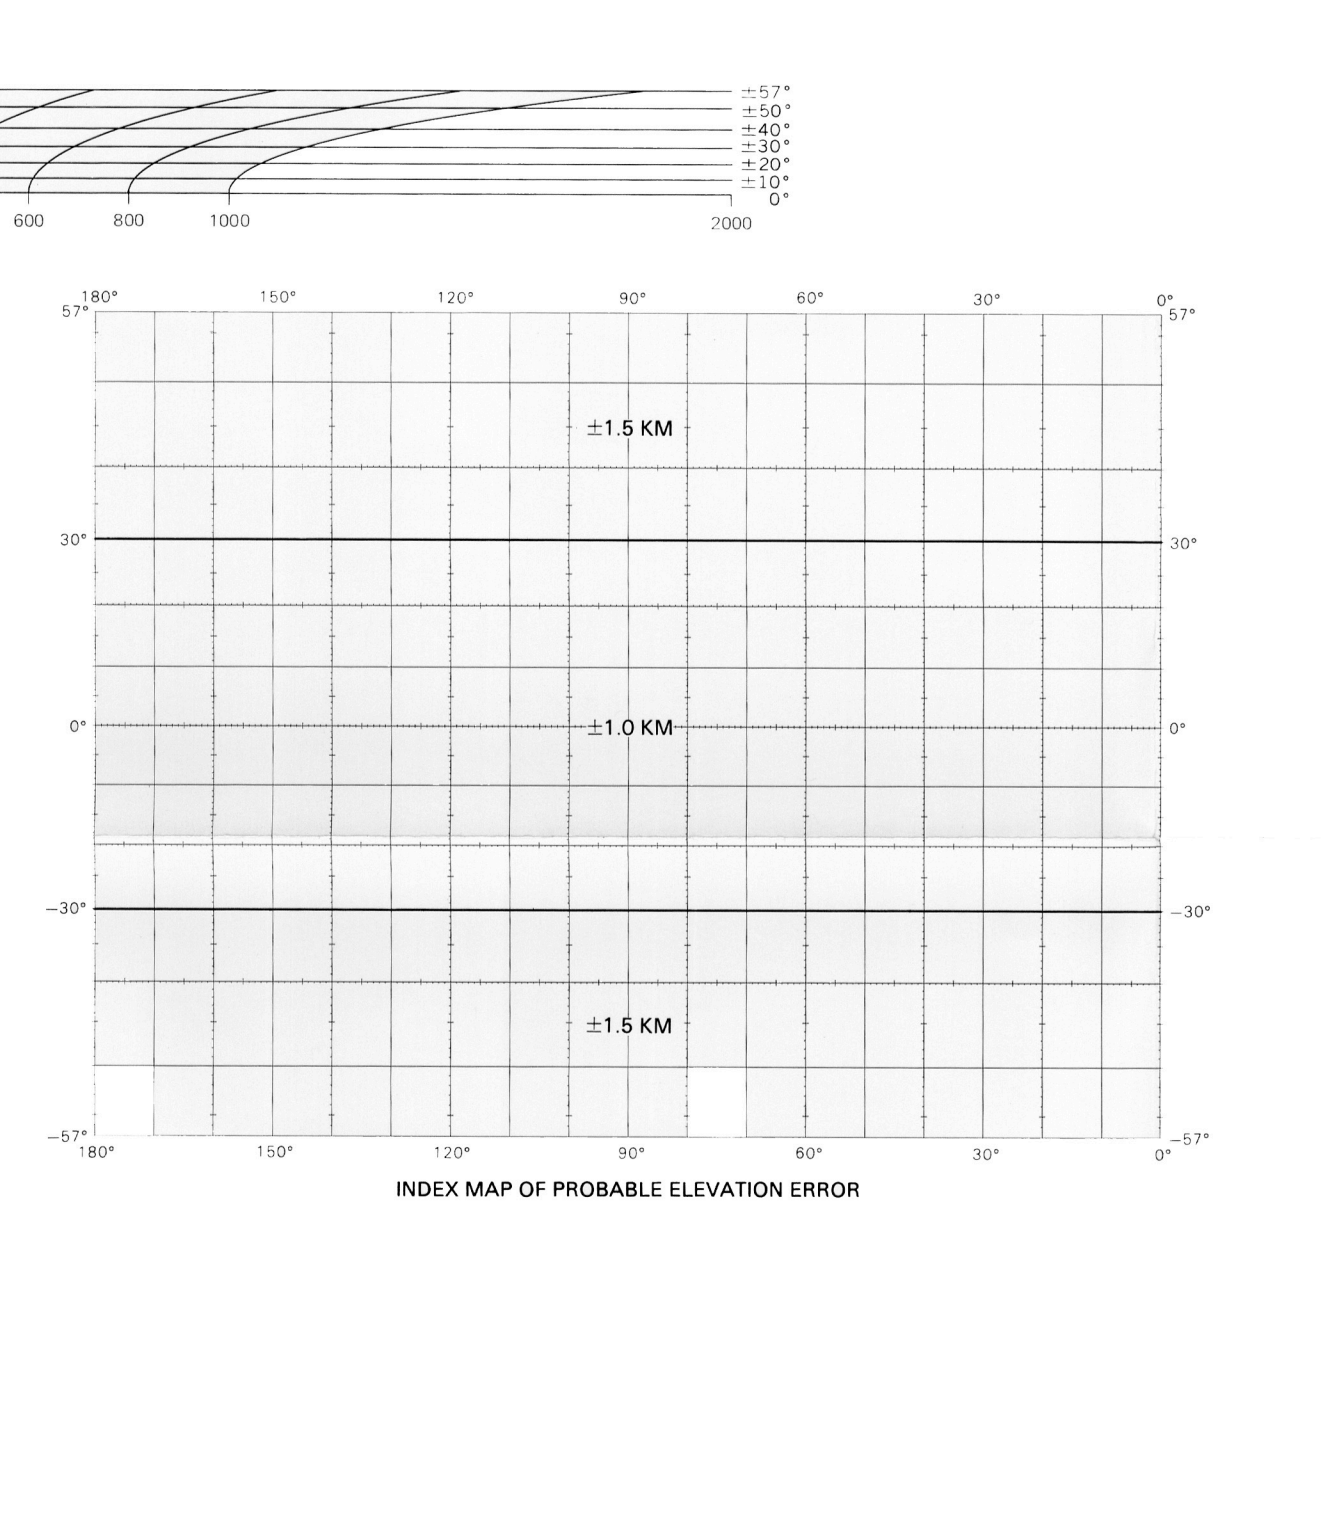 ±57°
±50°
±40°
±30°
±20°
±10°
0°
600 800 1000 2000
180° 150° 120° 90° 60° 30° 0°
57° 57°
±1.5 KM
30° 30°
0° ±1.0 KM 0°
−30° −30°
±1.5 KM
−57° −57°
180° 150° 120° 90° 60° 30° 0°
INDEX MAP OF PROBABLE ELEVATION ERROR